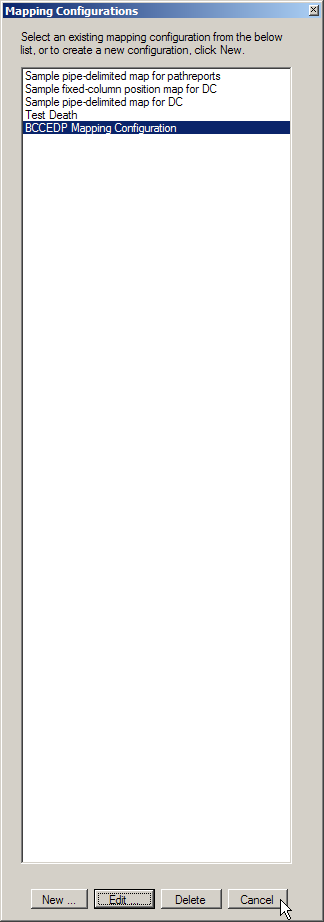 Mapping Configurations
Select an existing mapping configuration from the below
list, or to create a new configuration, click New.
Sample pipe-delimited map for pathreports
Sample fixed-column position map for DC
Sample pipe-delimited map for DC
Test Death
BCCEDP Mapping Configuration
New ... Edit ... Delete Cancel